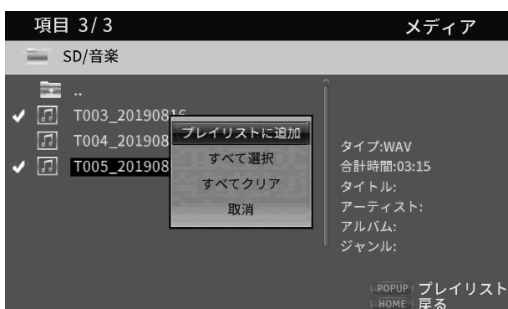 項目 3/3
メディア
SD/音楽
..
T003_20190816
T004_201908
T005_201908
プレイリストに追加
すべて選択
すべてクリア
取消
タイプ:WAV
合計時間:03:15
タイトル:
アーティスト:
アルバム:
ジャンル:
POPUP プレイリスト
HOME 戻る